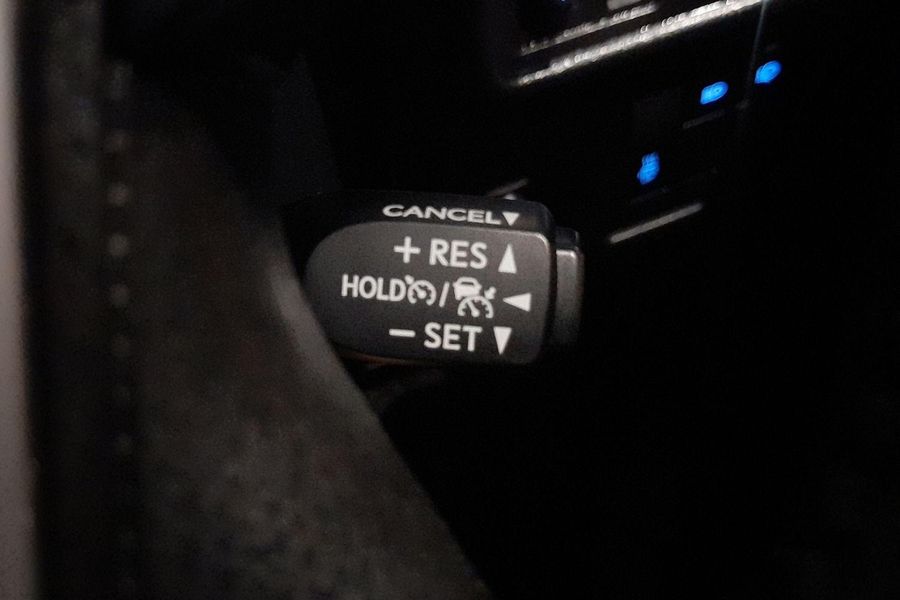 CANCEL▼
+ RES ▲
HOLD / ◄
− SET ▼